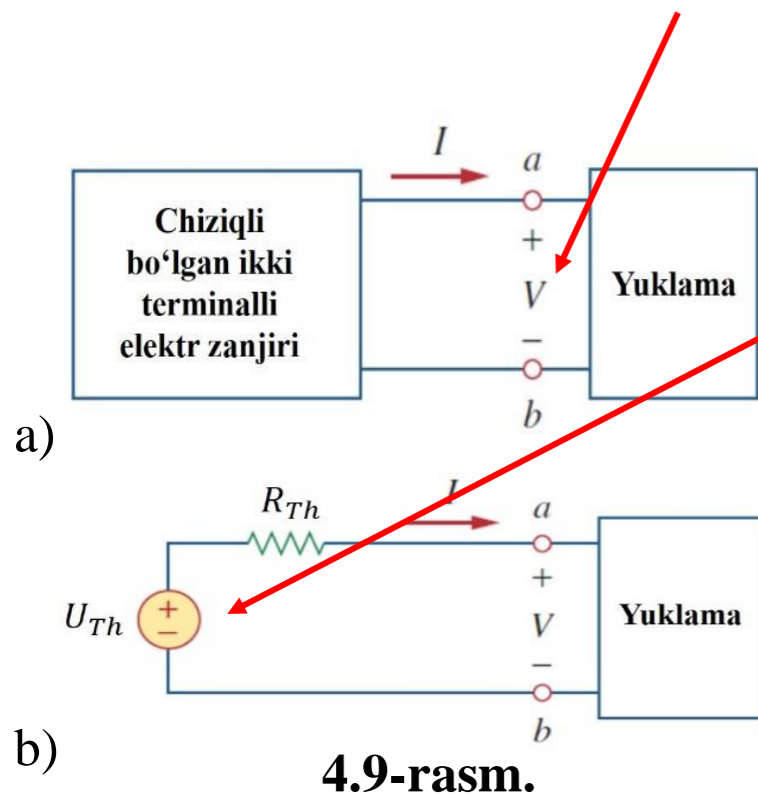 I
a
Chiziqli
bo‘lgan ikki
terminalli
elektr zanjiri
+
V
−
Yuklama
b
a)
R_Th
I
a
+
U_Th
+
−
V
−
Yuklama
b
b)
4.9-rasm.